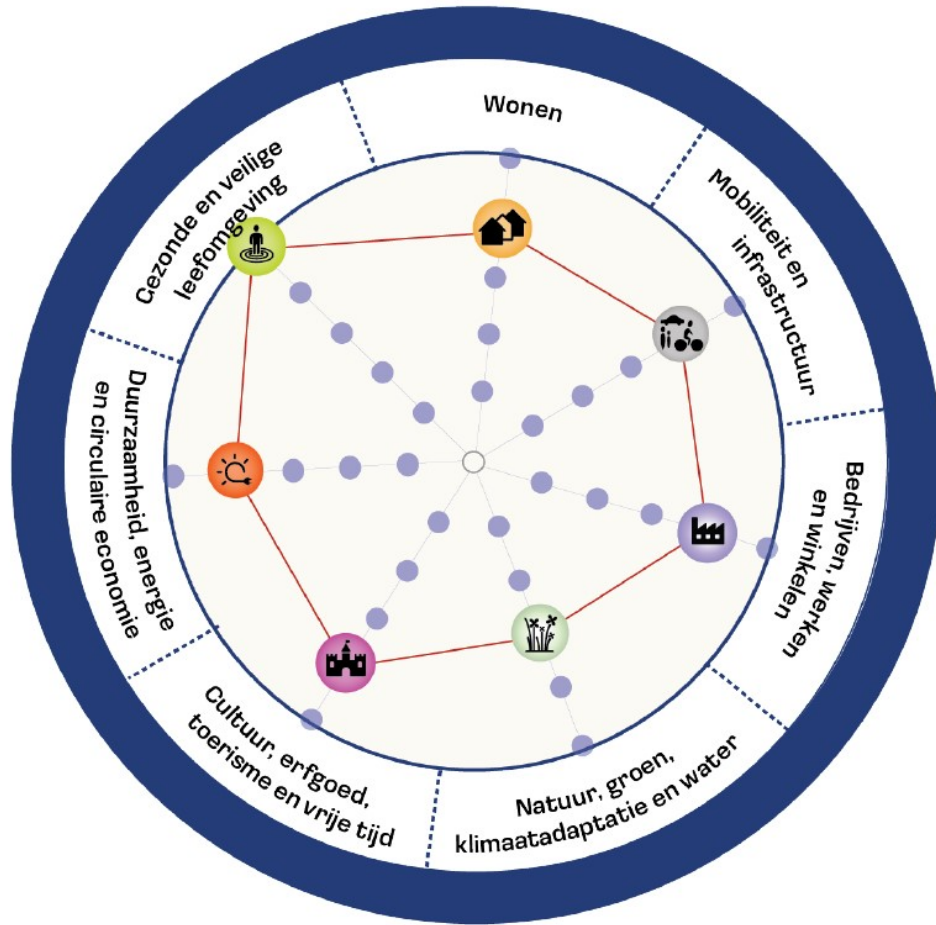 Wonen
Mobiliteit en
infrastructuur
Bedrijven, werken
en winkelen
Natuur, groen,
klimaatadaptatie en water
Cultuur, erfgoed,
toerisme en vrije tijd
Duurzaamheid, energie
en circulaire economie
Gezonde en veilige
leefomgeving